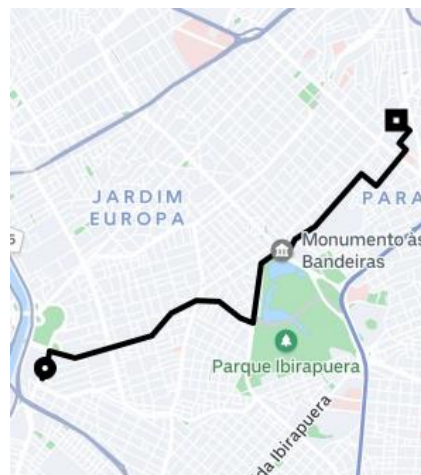 JARDIM
EUROPA
PARA
Monumento às
Bandeiras
Parque Ibirapuera
da Ibirapuera